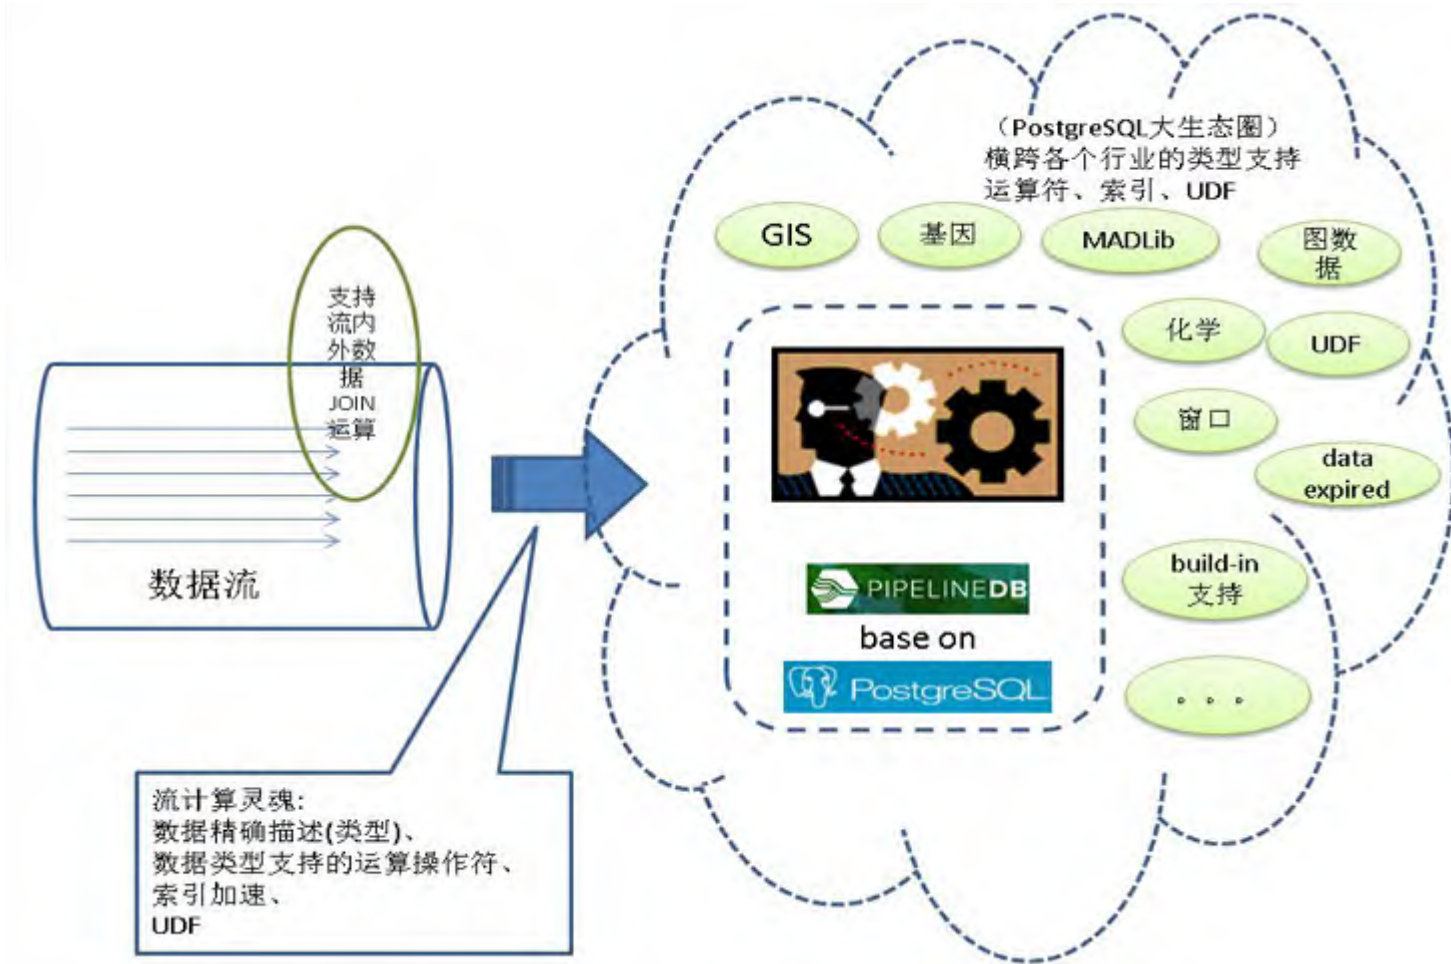 （PostgreSQL大生态圈）
横跨各个行业的类型支持
运算符、索引、UDF
GIS
基因
MADLib
图数
据
化学
UDF
窗口
data
expired
build-in
支持
。。。
支持
流内
外数
据
JOIN
运算
数据流
PIPELINEDB
base on
PostgreSQL
流计算灵魂:
数据精确描述(类型)、
数据类型支持的运算操作符、
索引加速、
UDF